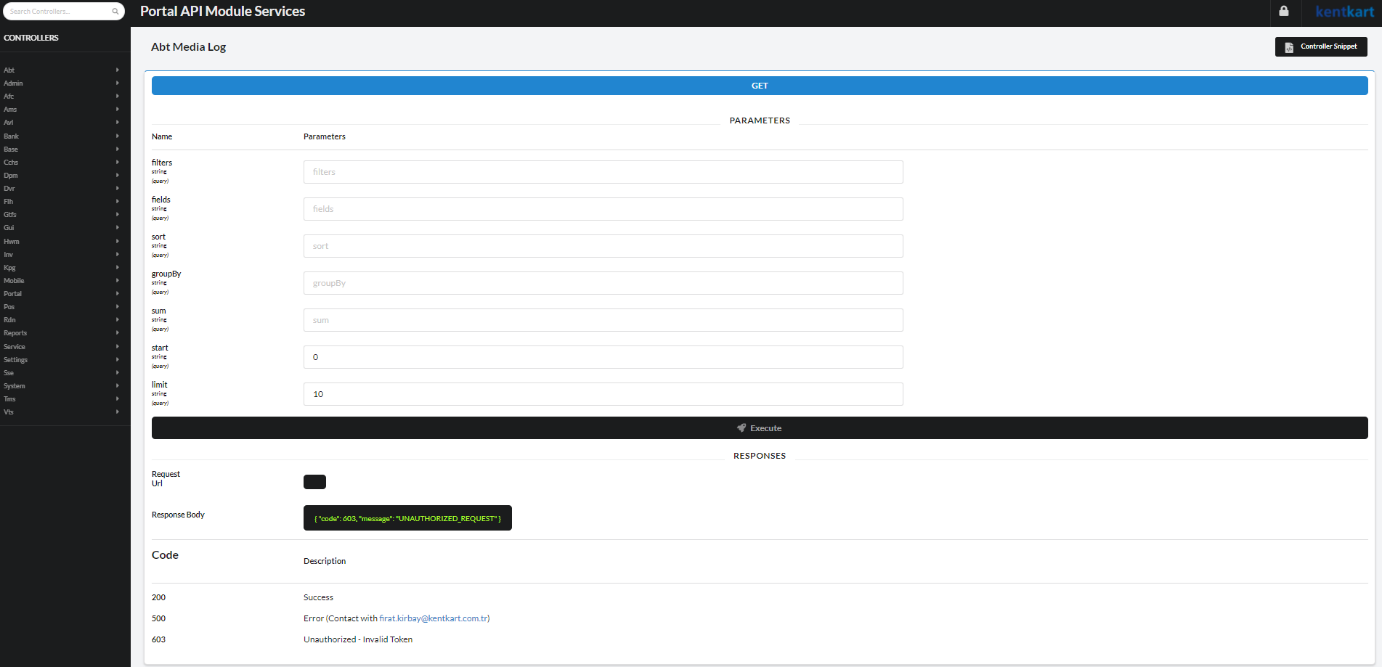 Search Controllers...
Portal API Module Services
kentkart
CONTROLLERS
Abt
Admin
Afc
Ams
Avl
Bank
Base
Cchs
Dpm
Dvr
Flh
Gtfs
Gui
Hwm
Inv
Kpg
Mobile
Portal
Pos
Rdn
Reports
Service
Settings
Sse
System
Tms
Vts
Abt Media Log
Controller Snippet
GET
PARAMETERS
Name Parameters
filters
string
(query)
filters
fields
string
(query)
fields
sort
string
(query)
sort
groupBy
string
(query)
groupBy
sum
string
(query)
sum
start
string
(query)
0
limit
string
(query)
10
Execute
RESPONSES
Request
Url
Response Body
{ "code": 603, "message": "UNAUTHORIZED_REQUEST" }
Code Description
200 Success
500 Error (Contact with firat.kirbay@kentkart.com.tr)
603 Unauthorized - Invalid Token